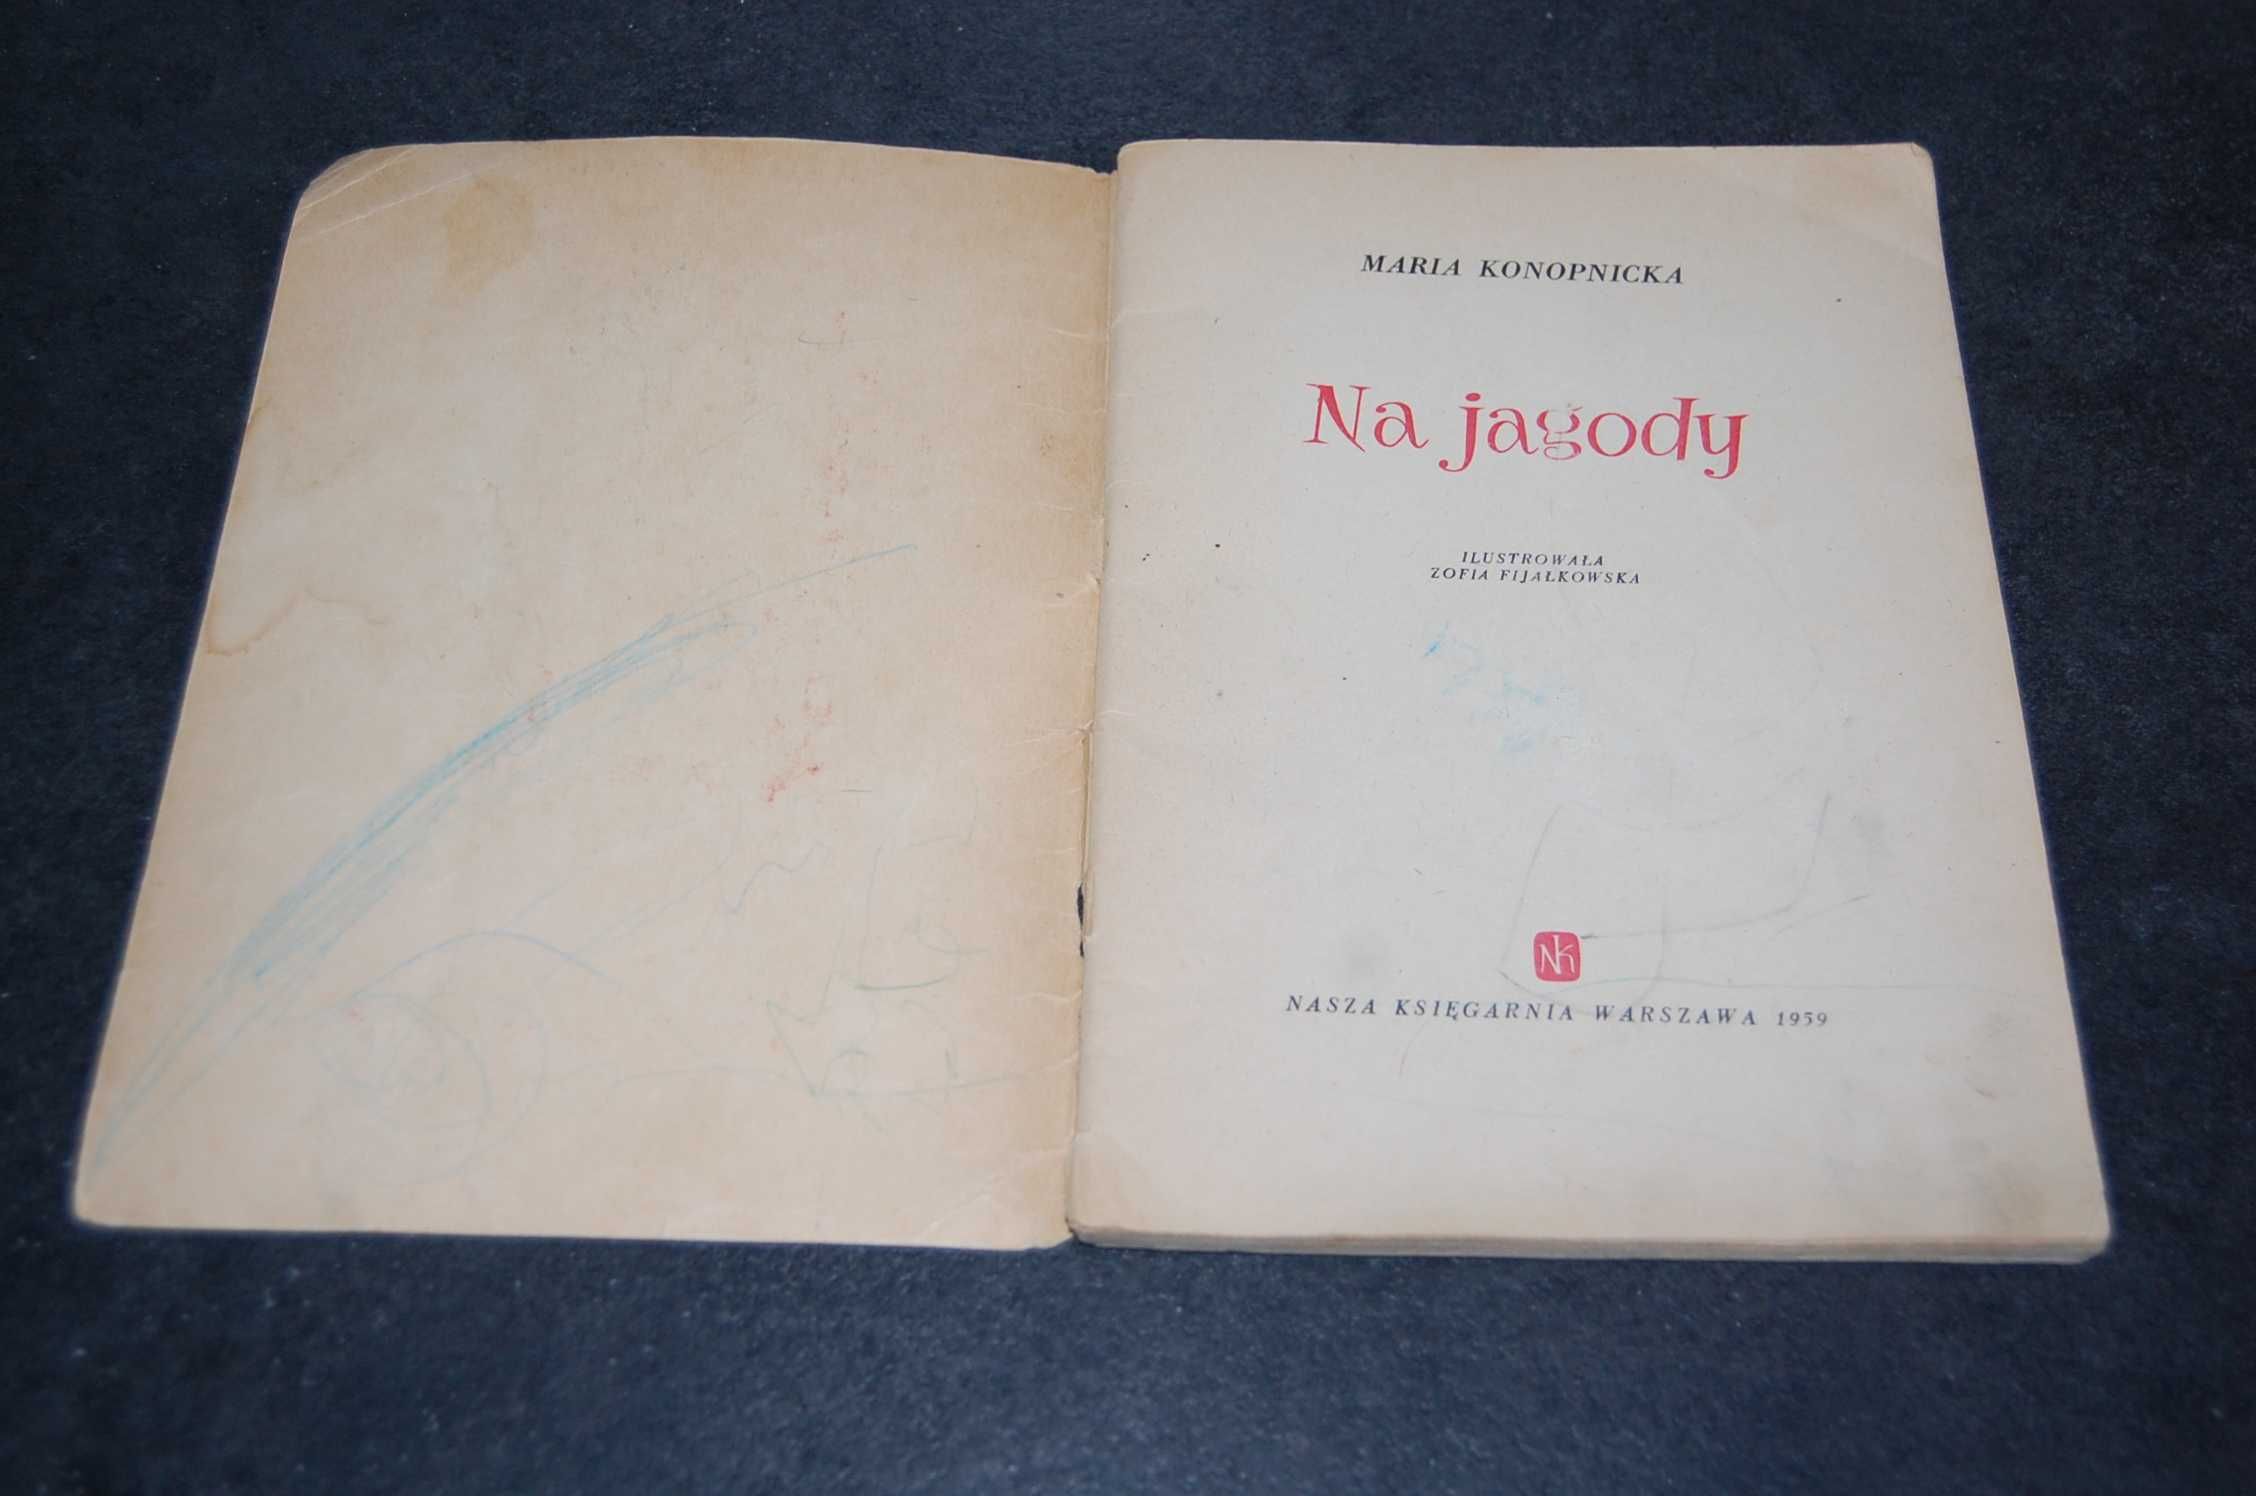 MARIA KONOPNICKA
Na jagody
ILUSTROWAŁA
ZOFIA FIJAŁKOWSKA
NK
NASZA KSIĘGARNIA WARSZAWA 1959